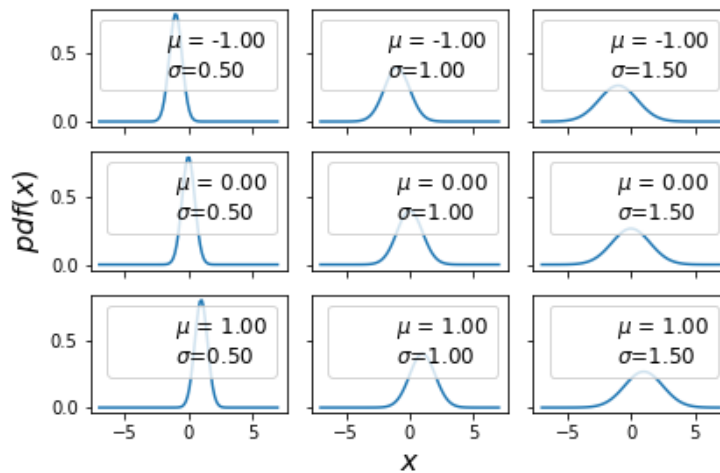 0.5
0.0
μ = -1.00
σ=0.50
μ = -1.00
σ=1.00
μ = -1.00
σ=1.50
pdf(x)
0.5
0.0
μ = 0.00
σ=0.50
μ = 0.00
σ=1.00
μ = 0.00
σ=1.50
0.5
0.0
μ = 1.00
σ=0.50
μ = 1.00
σ=1.00
μ = 1.00
σ=1.50
−5 0 5
−5 0 5
−5 0 5
x